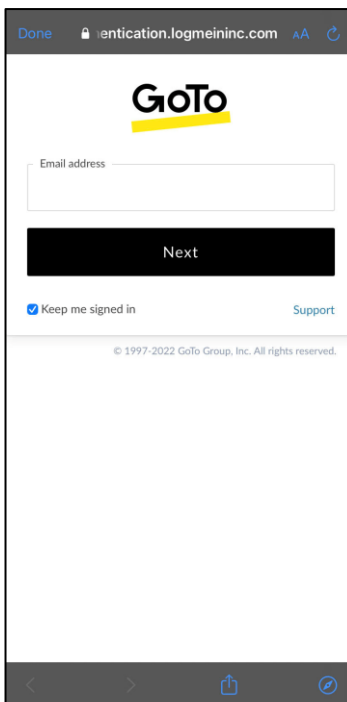 Done entication.logmeininc.com AA
GoTo
Email address
Next
Keep me signed in Support
© 1997-2022 GoTo Group, Inc. All rights reserved.